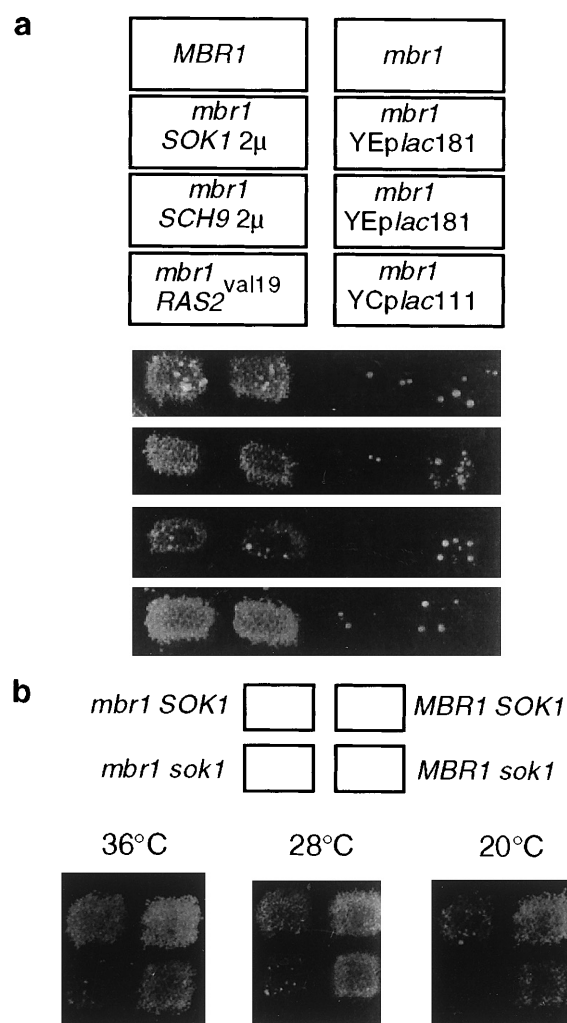 a
MBR1
mbr1
mbr1
SOK1 2μ
mbr1
YEplac181
mbr1
SCH9 2μ
mbr1
YEplac181
mbr1
RAS2val19
mbr1
YCplac111
b
mbr1 SOK1
MBR1 SOK1
mbr1 sok1
MBR1 sok1
36°C
28°C
20°C